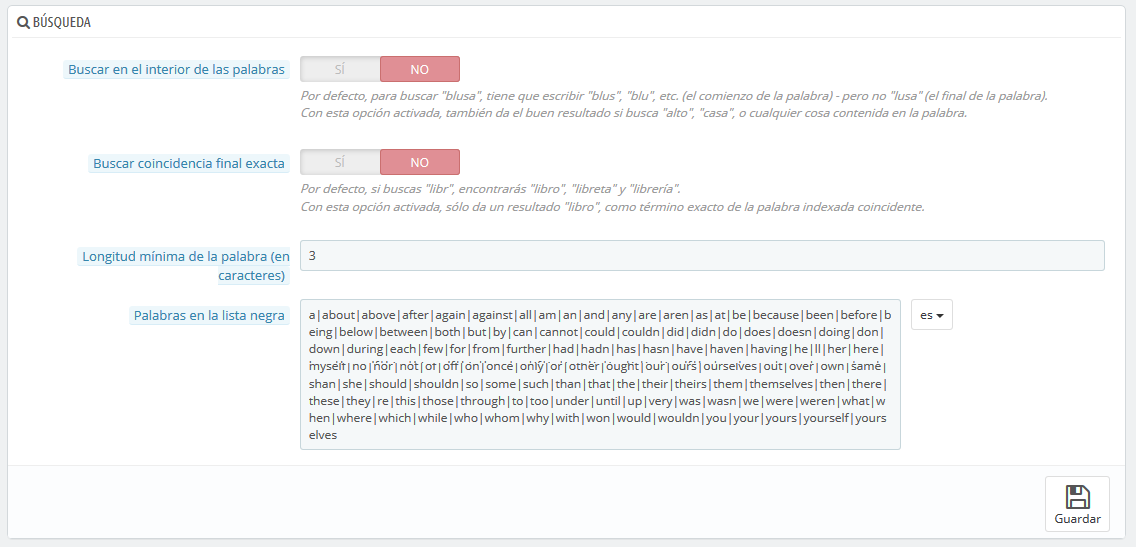 BÚSQUEDA
Buscar en el interior de las palabras
SÍ
NO
Por defecto, para buscar "blusa", tiene que escribir "blus", "blu", etc. (el comienzo de la palabra) - pero no "lusa" (el final de la palabra).
Con esta opción activada, también da el buen resultado si busca "alto", "casa", o cualquier cosa contenida en la palabra.
Buscar coincidencia final exacta
SÍ
NO
Por defecto, si buscas "libr", encontrarás "libro", "libreta" y "librería".
Con esta opción activada, sólo da un resultado "libro", como término exacto de la palabra indexada coincidente.
Longitud mínima de la palabra (en
caracteres)
3
Palabras en la lista negra
a|about|above|after|again|against|all|am|an|and|any|are|aren|as|at|be|because|been|before|b
eing|below|between|both|but|by|can|cannot|could|couldn|did|didn|do|does|doesn|doing|don|
down|during|each|few|for|from|further|had|hadn|has|hasn|have|haven|having|he|ll|her|here|
myself|no|nor|not|of|off|on|once|only|or|other|ought|our|ours|ourselves|out|over|own|same|
shan|she|should|shouldn|so|some|such|than|that|the|their|theirs|them|themselves|then|there|
these|they|re|this|those|through|to|too|under|until|up|very|was|wasn|we|were|weren|what|w
hen|where|which|while|who|whom|why|with|won|would|wouldn|you|your|yours|yourself|yours
elves
es
Guardar